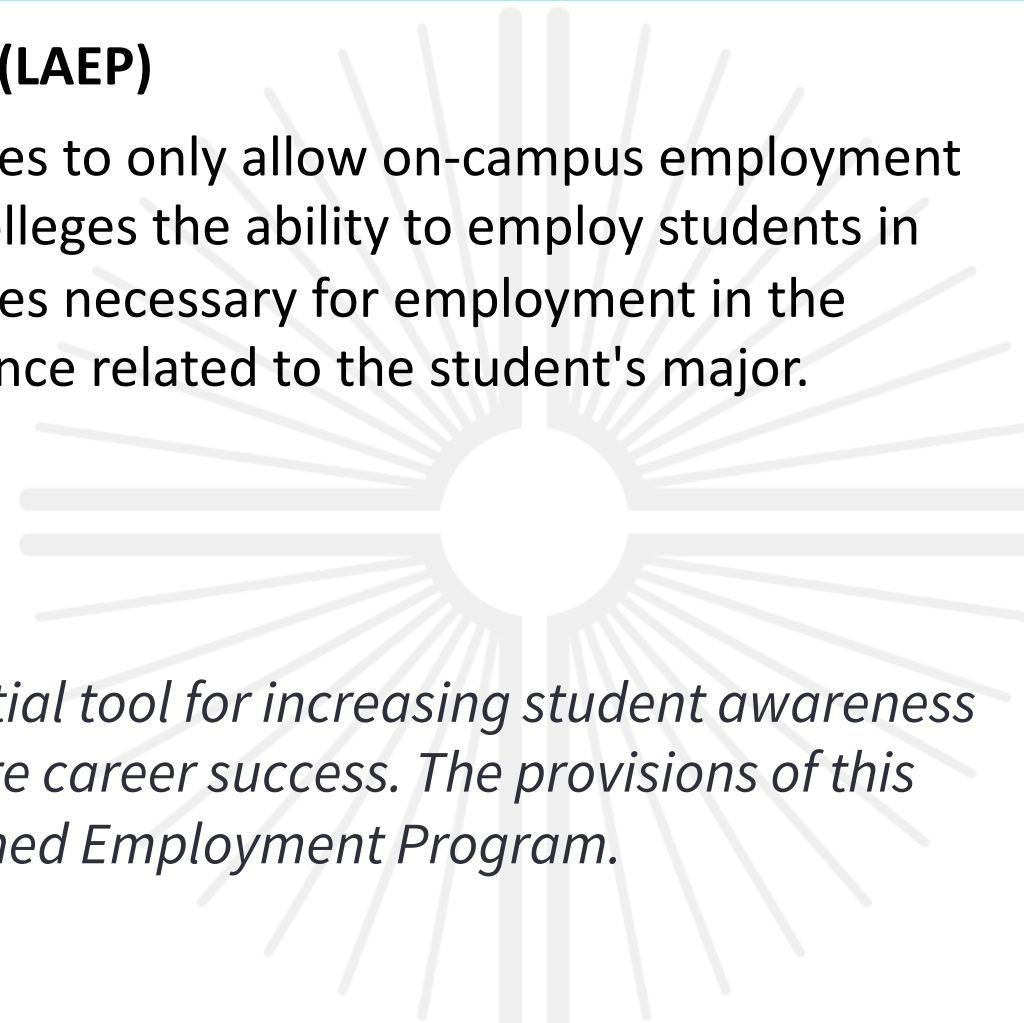 (LAEP)
es to only allow on-campus employment
lleges the ability to employ students in
es necessary for employment in the
nce related to the student's major.
tial tool for increasing student awareness
e career success. The provisions of this
ned Employment Program.